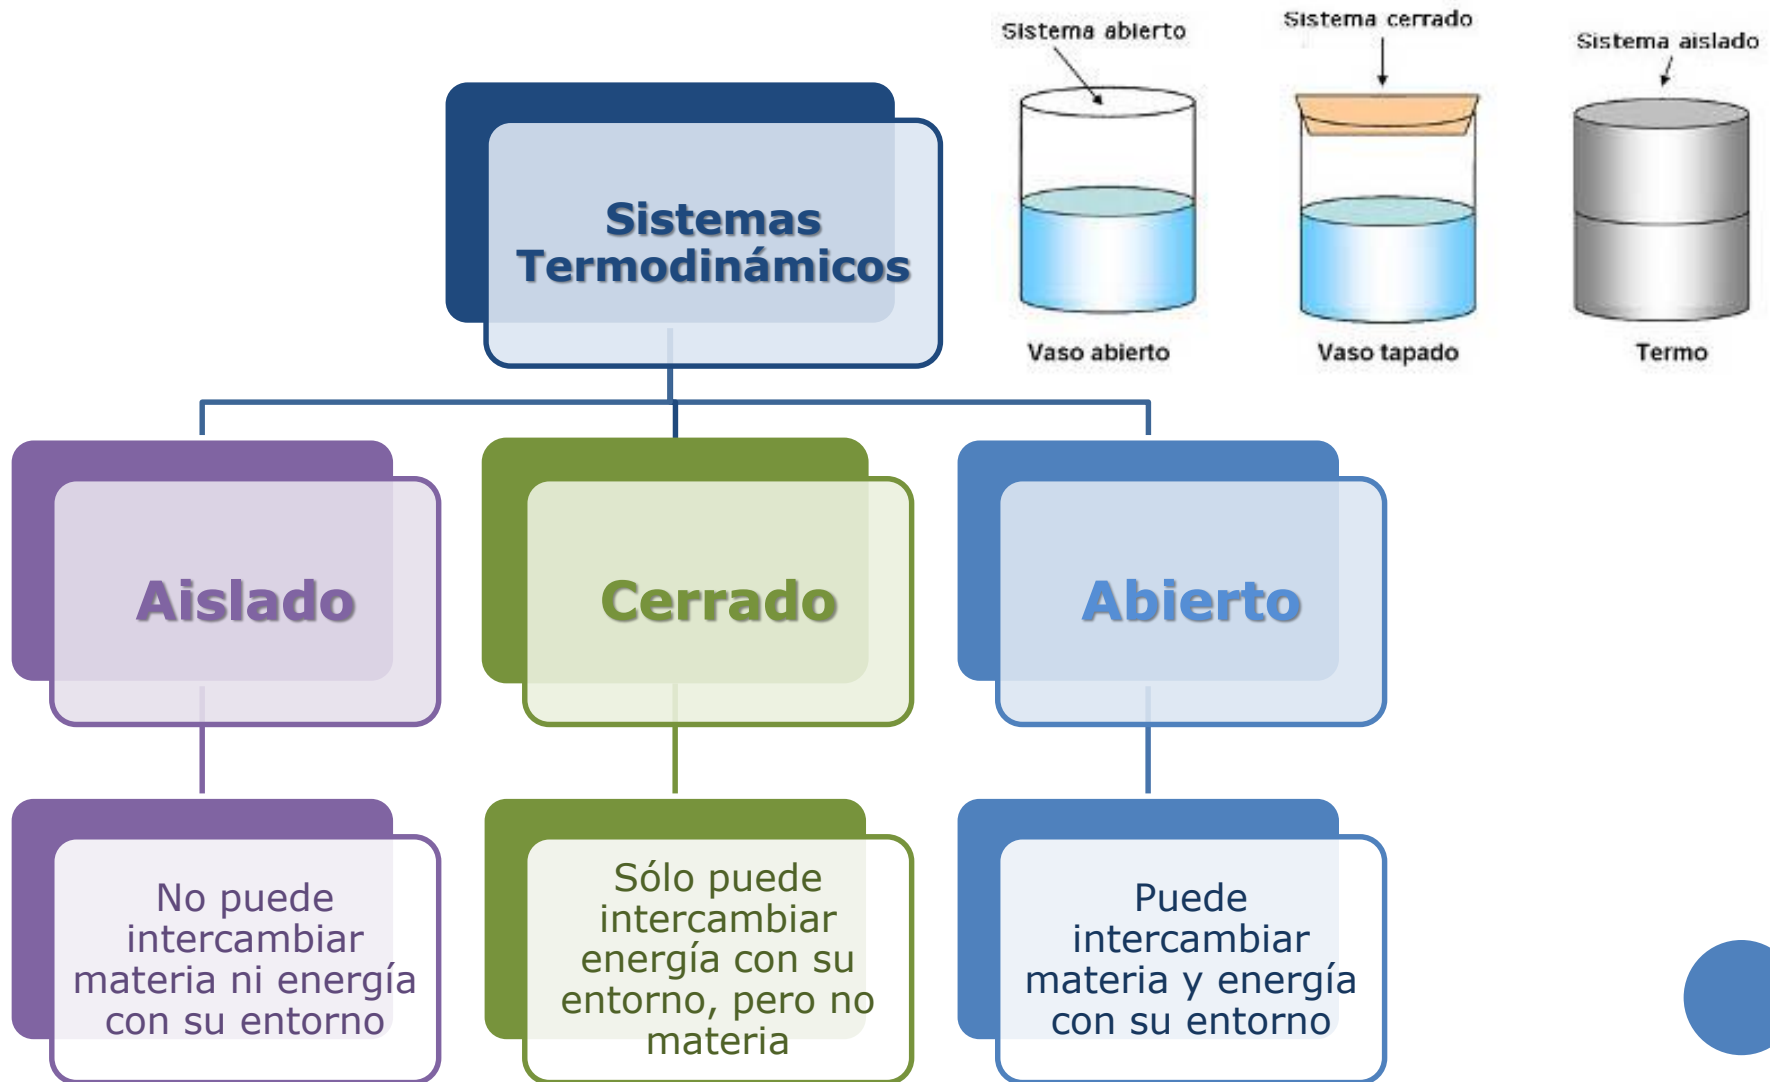 Sistema abierto
Sistema cerrado
Sistema aislado
Vaso abierto
Vaso tapado
Termo
Sistemas
Termodinámicos
Aislado
Cerrado
Abierto
No puede
intercambiar
materia ni energía
con su entorno
Sólo puede
intercambiar
energía con su
entorno, pero no
materia
Puede
intercambiar
materia y energía
con su entorno